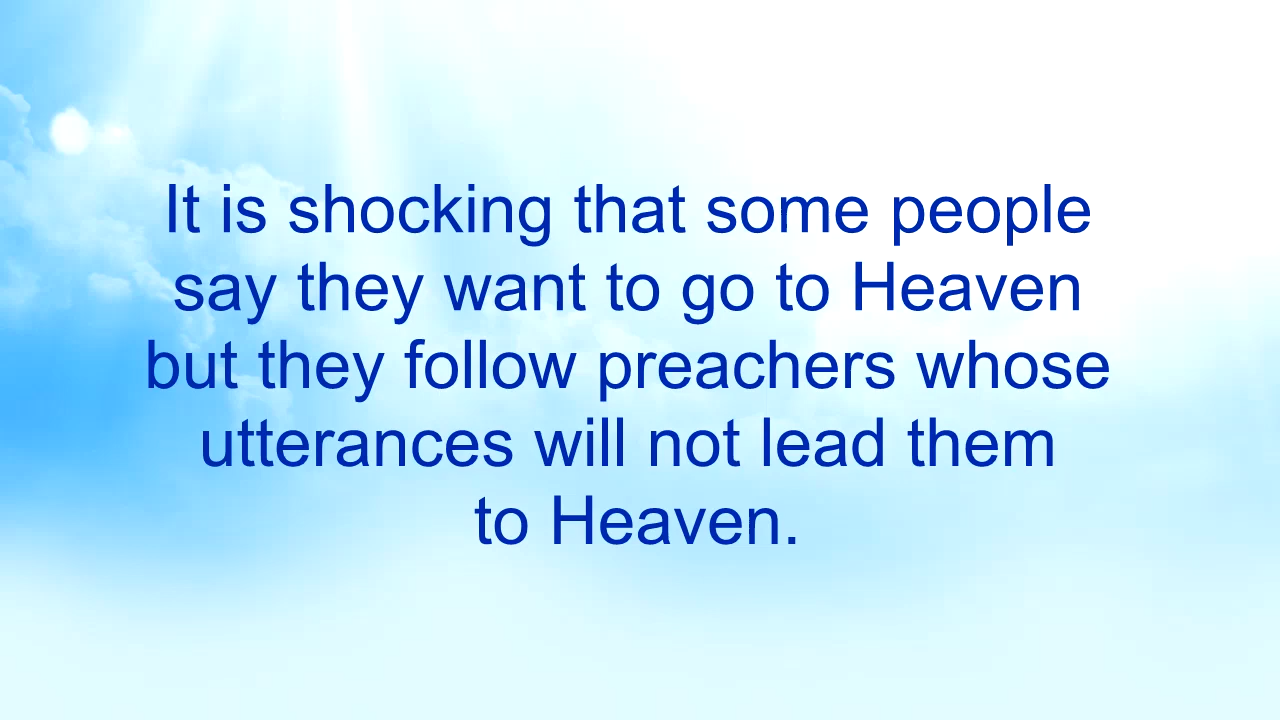 It is shocking that some people
say they want to go to Heaven
but they follow preachers whose
utterances will not lead them
to Heaven.